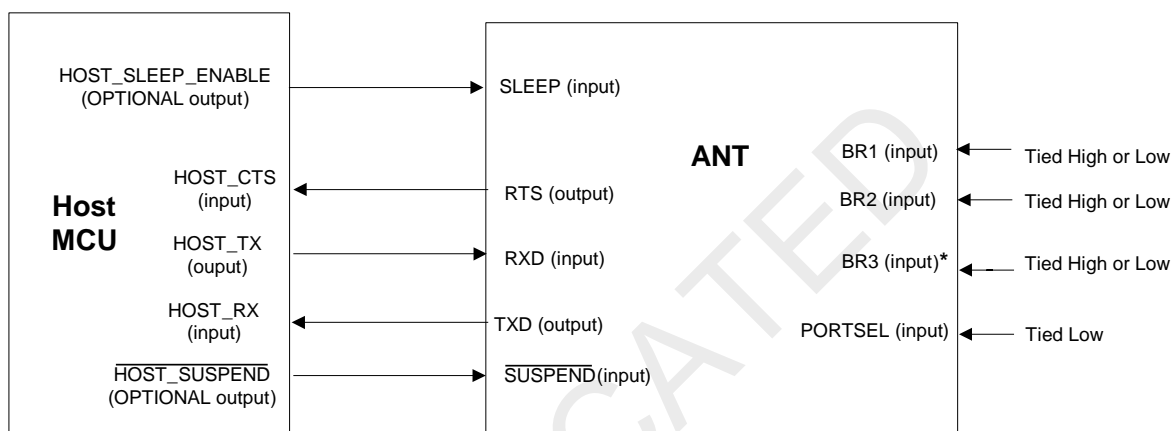 HOST_SLEEP_ENABLE
(OPTIONAL output)
SLEEP (input)
ANT
BR1 (input)
Tied High or Low
HOST_CTS
(input)
RTS (output)
BR2 (input)
Tied High or Low
Host
MCU
HOST_TX
(ouput)
RXD (input)
BR3 (input)*
Tied High or Low
HOST_RX
(input)
TXD (output)
PORTSEL (input)
Tied Low
HOST_SUSPEND
(OPTIONAL output)
SUSPEND(input)
CATED